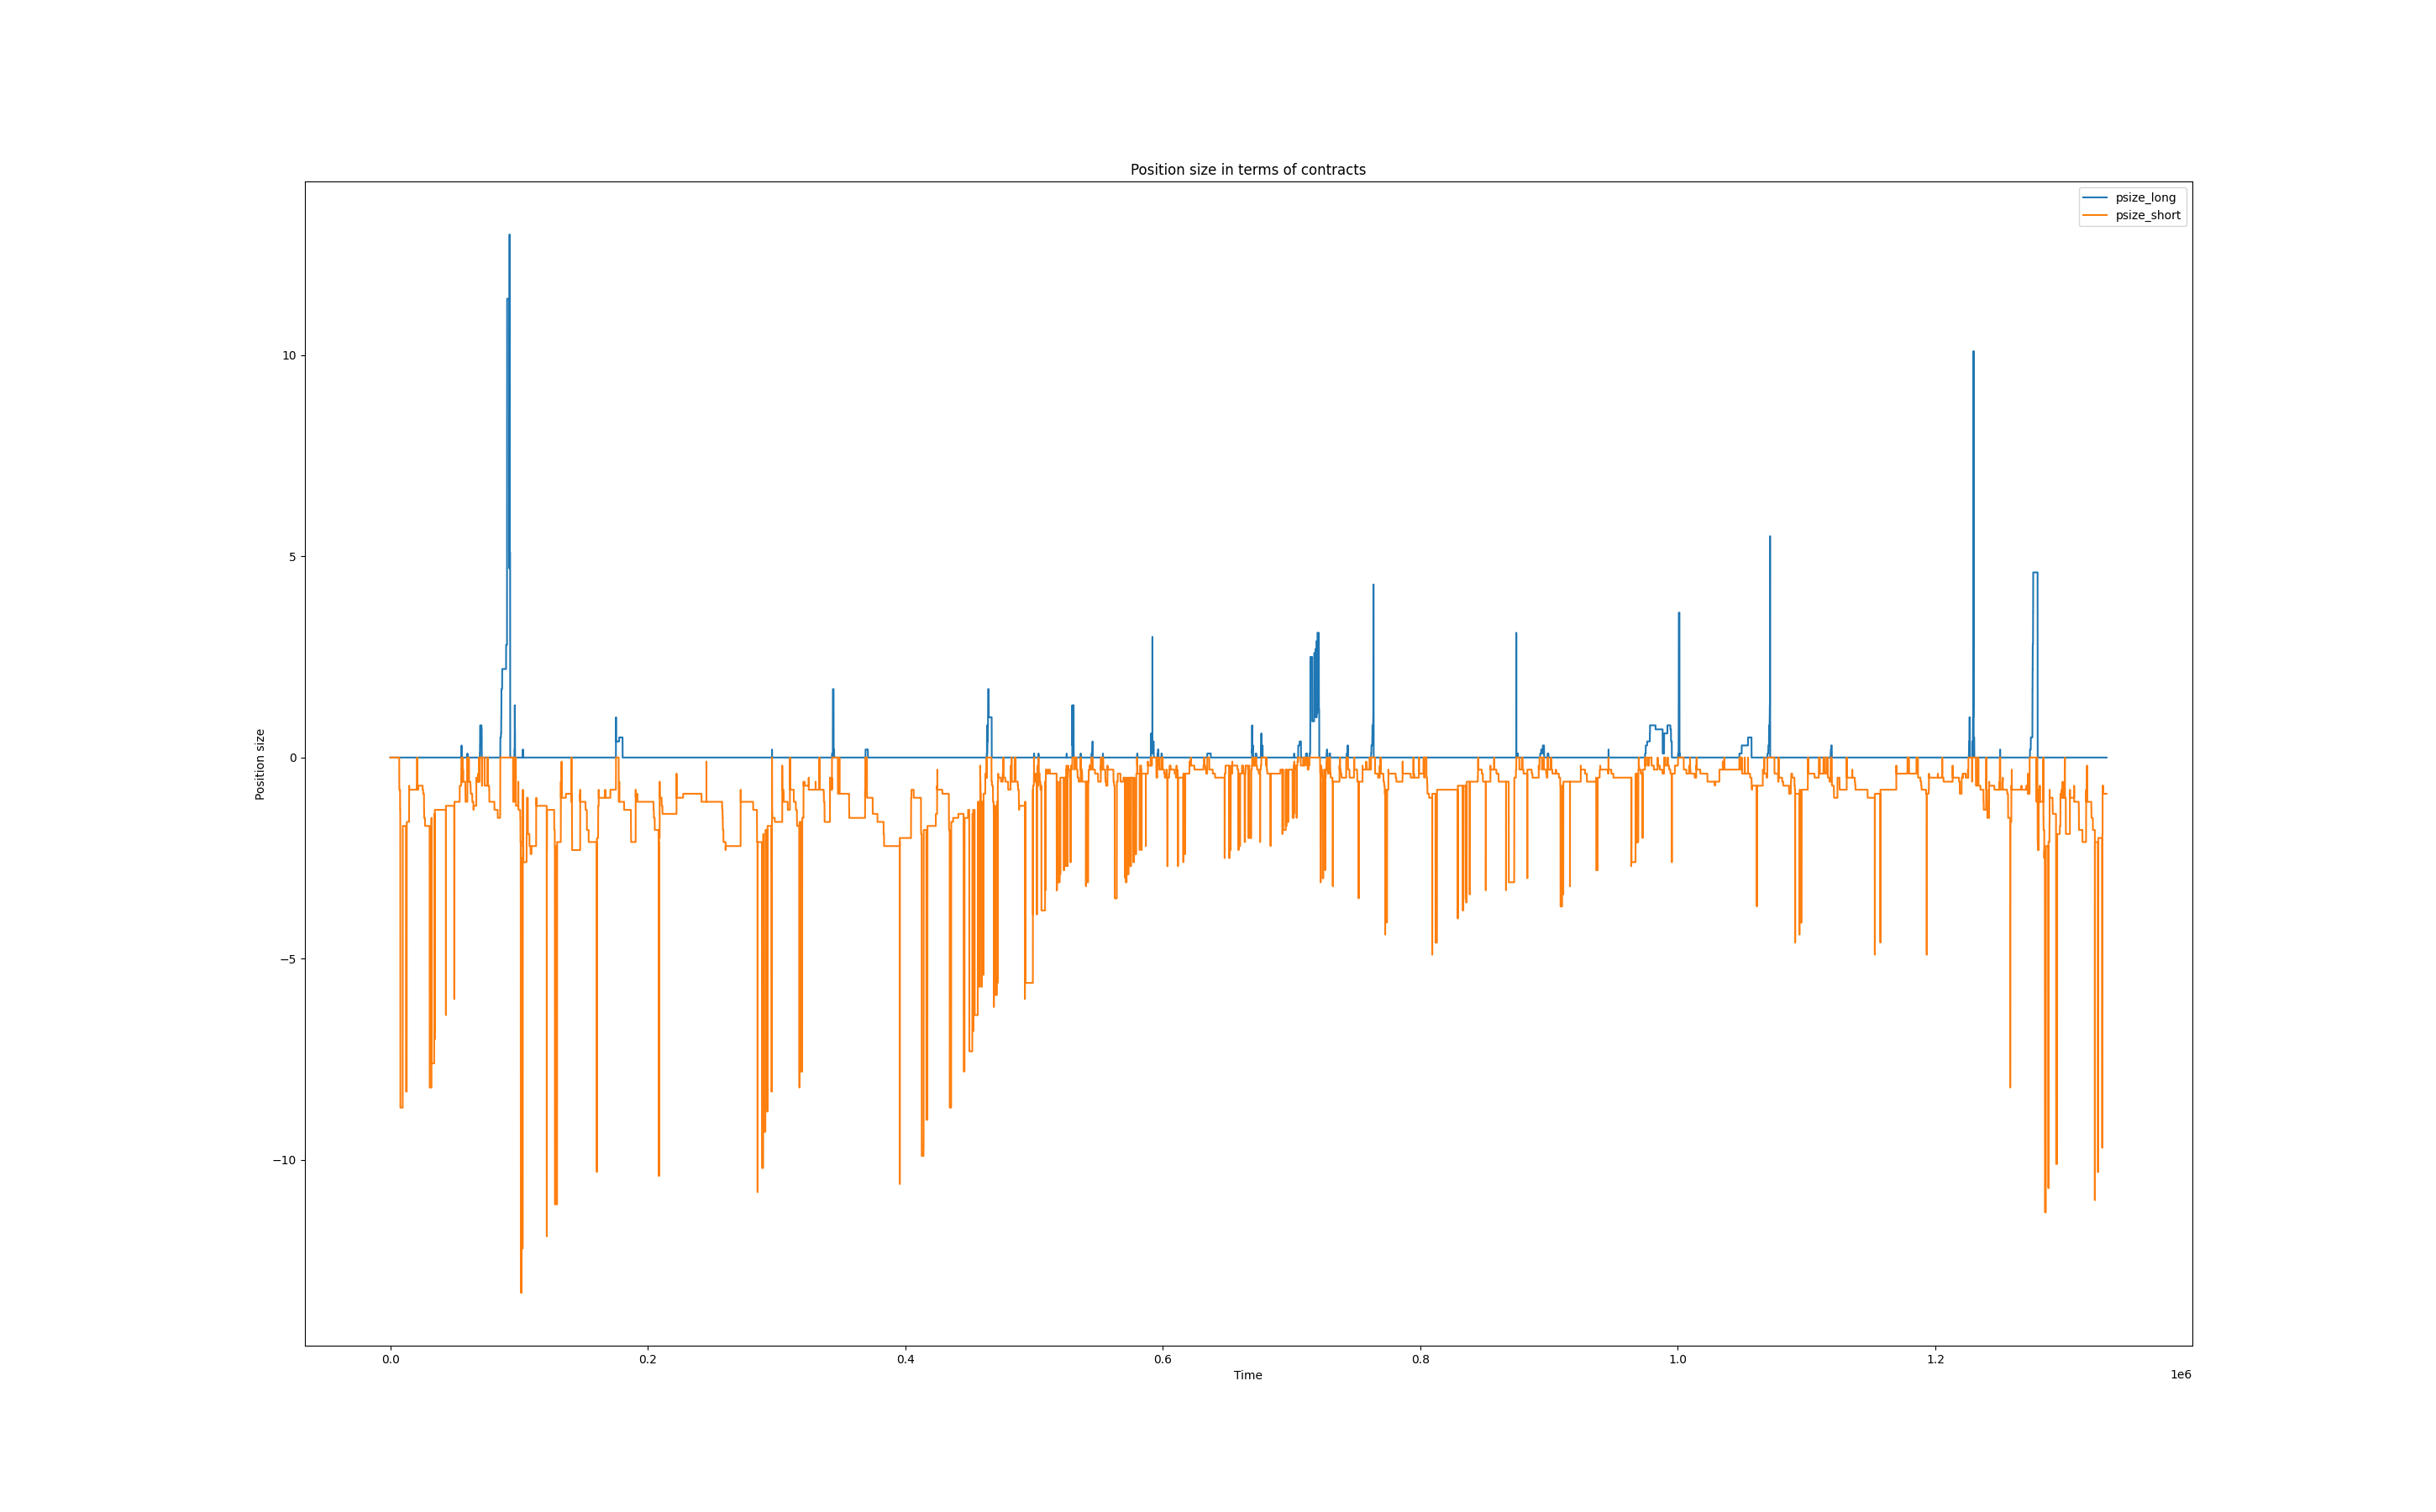 Position size in terms of contracts
psize_long
psize_short
Position size
10
5
0
−5
−10
0.0
0.2
0.4
0.6
0.8
1.0
1.2
1e6
Time